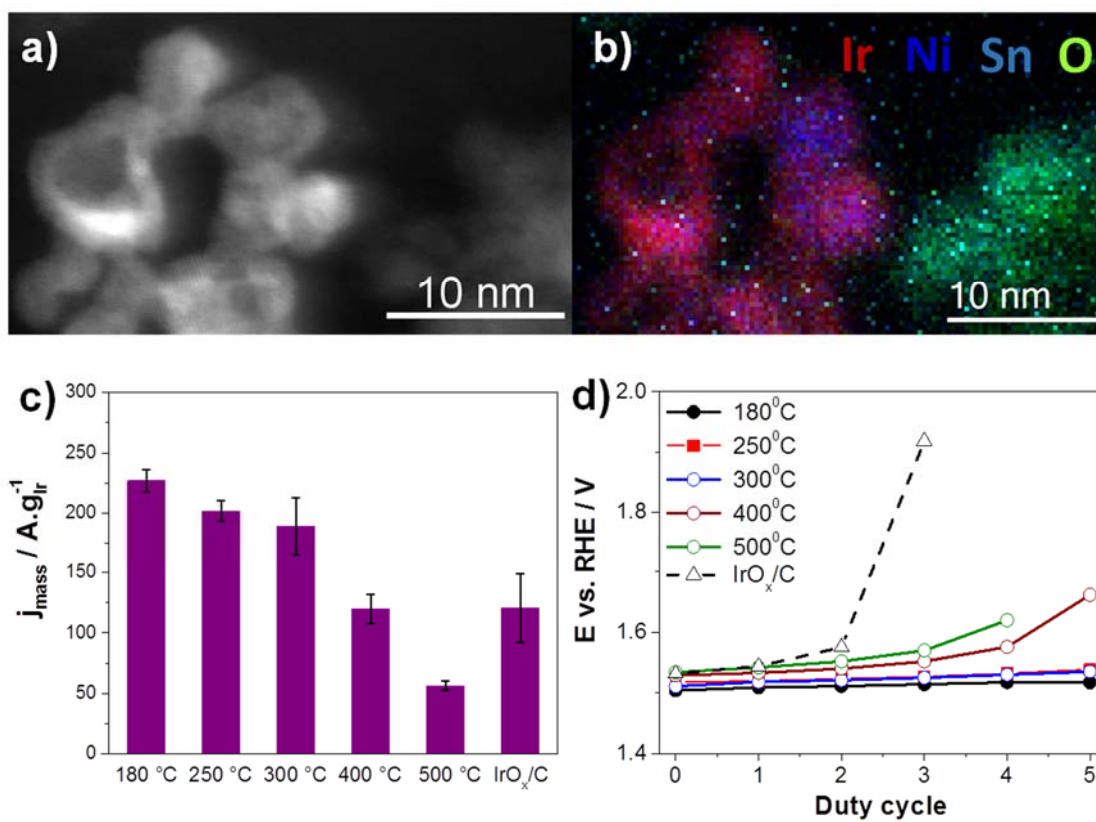 a)
10 nm
b)
Ir Ni Sn O
10 nm
c)
300
250
200
150
100
50
0
j_mass / A.g⁻¹_Ir
180 °C 250 °C 300 °C 400 °C 500 °C IrOₓ/C
d)
2.0
1.8
1.6
1.4
E vs. RHE / V
180⁰C
250⁰C
300⁰C
400⁰C
500⁰C
IrOₓ/C
0 1 2 3 4 5
Duty cycle